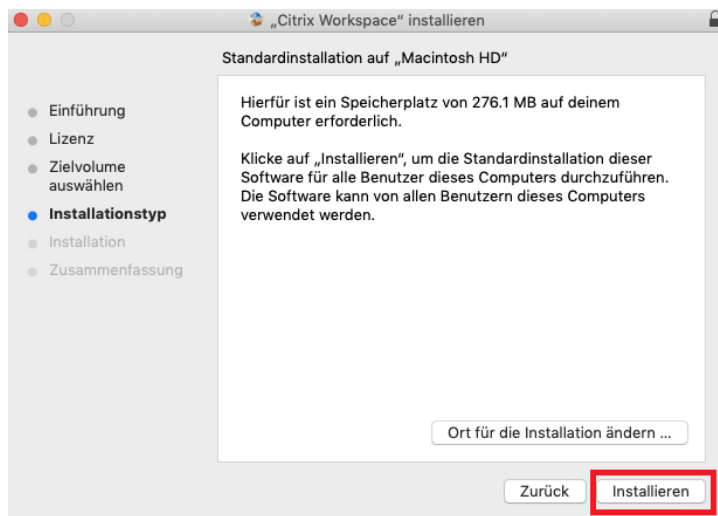 „Citrix Workspace“ installieren
Standardinstallation auf „Macintosh HD“
Einführung
Lizenz
Zielvolume
auswählen
Installationstyp
Installation
Zusammenfassung
Hierfür ist ein Speicherplatz von 276.1 MB auf deinem
Computer erforderlich.
Klicke auf „Installieren“, um die Standardinstallation dieser
Software für alle Benutzer dieses Computers durchzuführen.
Die Software kann von allen Benutzern dieses Computers
verwendet werden.
Ort für die Installation ändern ...
Zurück
Installieren